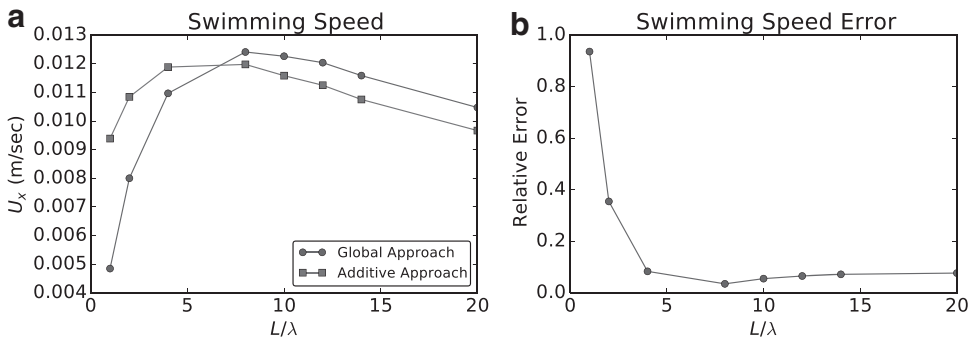 a
Swimming Speed
0.013
0.012
0.011
0.010
0.009
0.008
0.007
0.006
0.005
0.004
U_x (m/sec)
Global Approach
Additive Approach
0
5
10
15
20
L/λ
b
Swimming Speed Error
1.0
0.8
0.6
0.4
0.2
0.0
Relative Error
0
5
10
15
20
L/λ